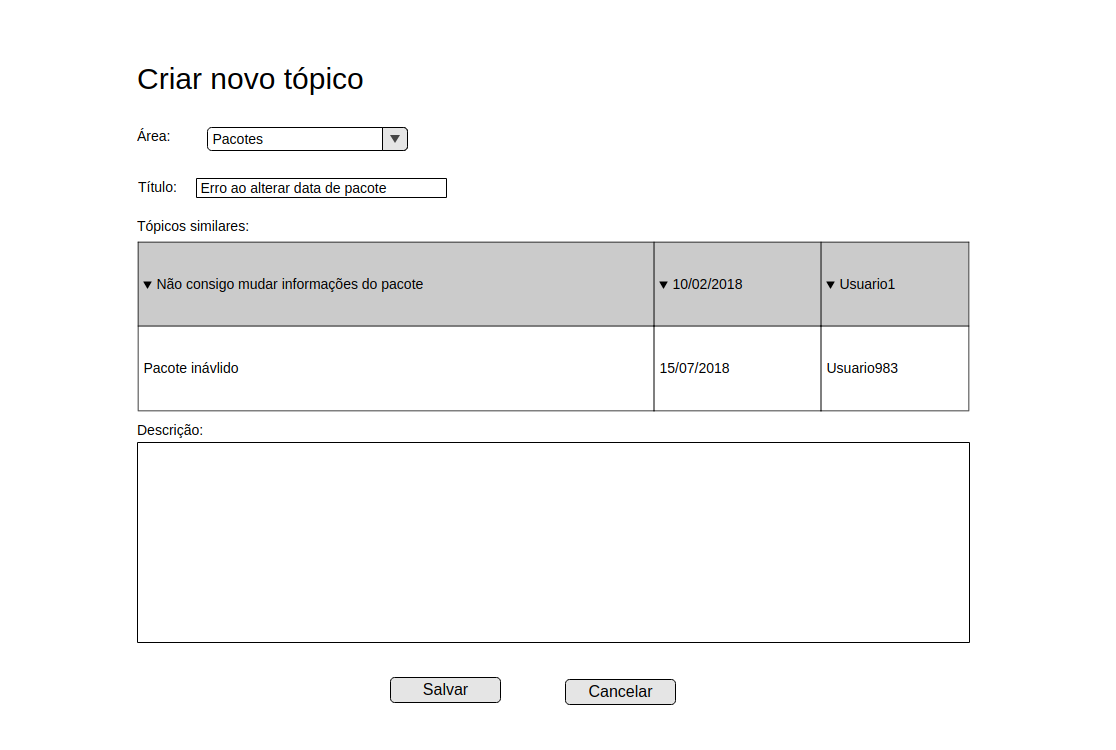 Criar novo tópico
Área: Pacotes
Título: Erro ao alterar data de pacote
Tópicos similares:
Não consigo mudar informações do pacote 10/02/2018 Usuario1
Pacote inávlido 15/07/2018 Usuario983
Descrição:
Salvar Cancelar